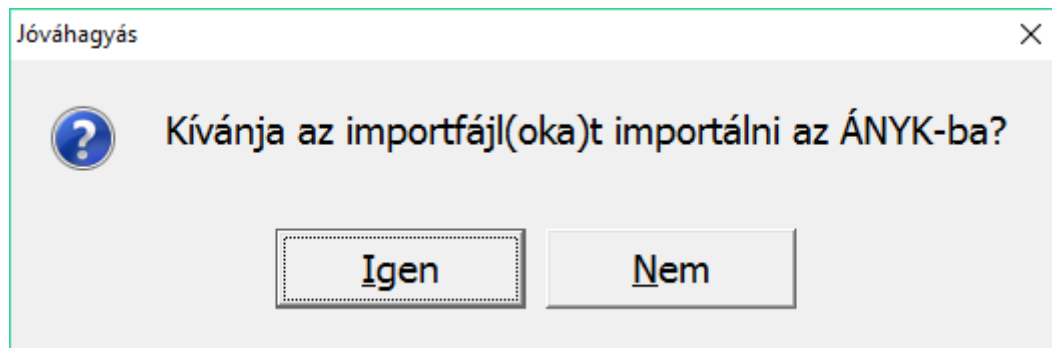 Jóváhagyás
Kívánja az importfájl(oka)t importálni az ÁNYK-ba?
Igen
Nem